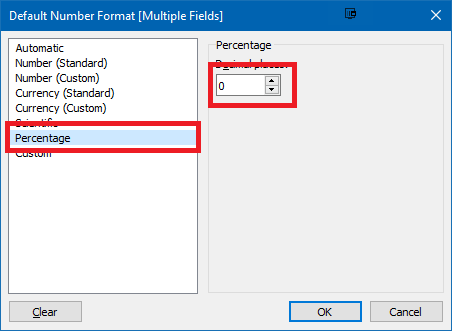 Default Number Format [Multiple Fields]
Automatic
Number (Standard)
Number (Custom)
Currency (Standard)
Currency (Custom)
Scientific
Percentage
Custom
Percentage
Decimal places:
0
Clear
OK
Cancel